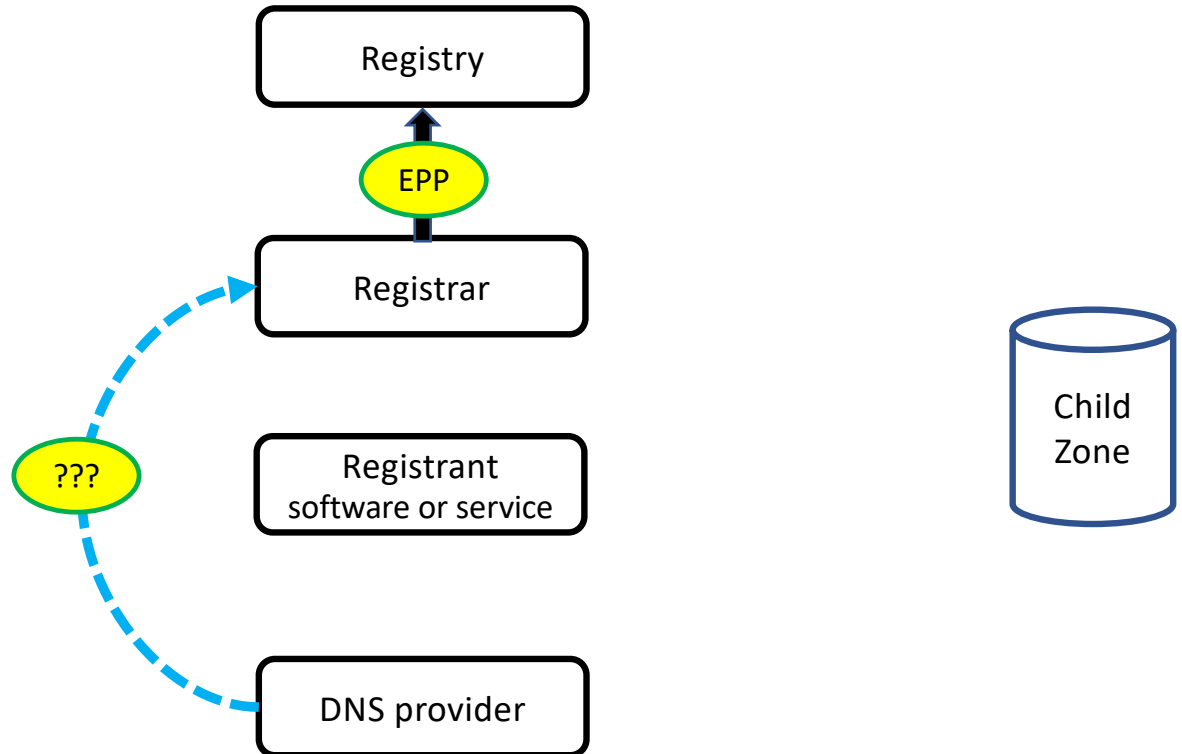 Registry
EPP
Registrar
???
Registrant
software or service
Child
Zone
DNS provider